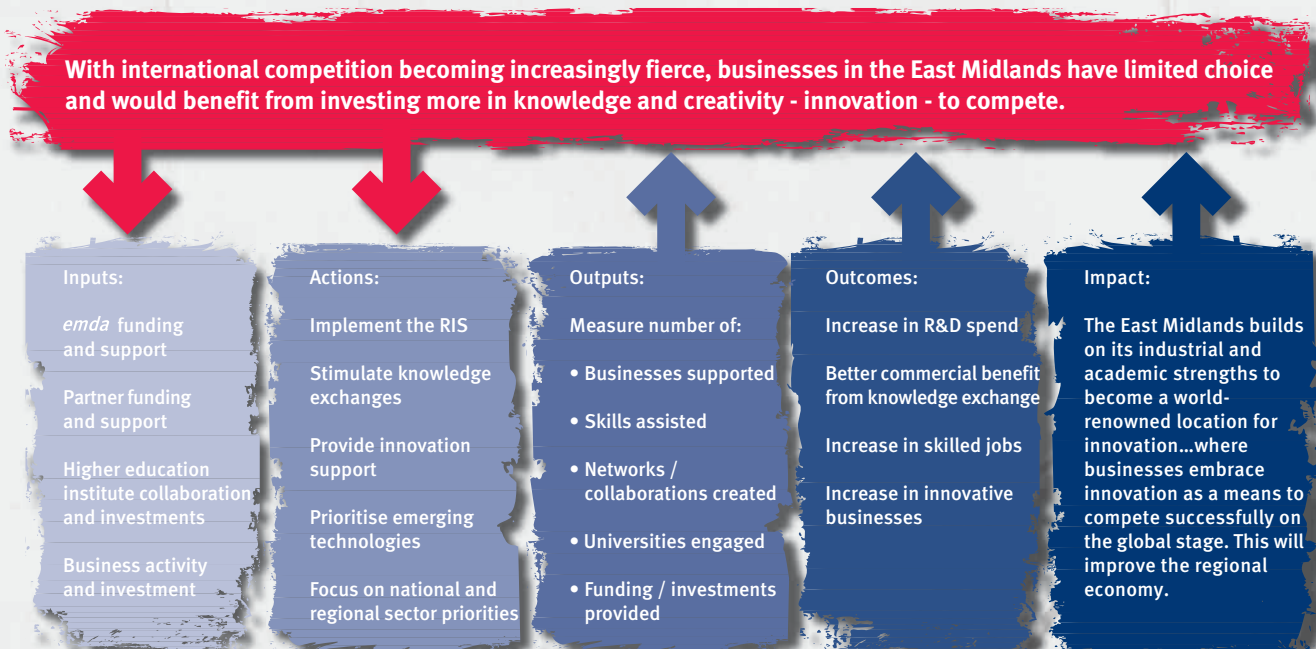 With international competition becoming increasingly fierce, businesses in the East Midlands have limited choice
and would benefit from investing more in knowledge and creativity - innovation - to compete.
Inputs:
emda funding
and support
Partner funding
and support
Higher education
institute collaboration
and investments
Business activity
and investment
Actions:
Implement the RIS
Stimulate knowledge
exchanges
Provide innovation
support
Prioritise emerging
technologies
Focus on national and
regional sector priorities
Outputs:
Measure number of:
• Businesses supported
• Skills assisted
• Networks /
collaborations created
• Universities engaged
• Funding / investments
provided
Outcomes:
Increase in R&D spend
Better commercial benefit
from knowledge exchange
Increase in skilled jobs
Increase in innovative
businesses
Impact:
The East Midlands builds
on its industrial and
academic strengths to
become a world-
renowned location for
innovation...where
businesses embrace
innovation as a means to
compete successfully on
the global stage. This will
improve the regional
economy.